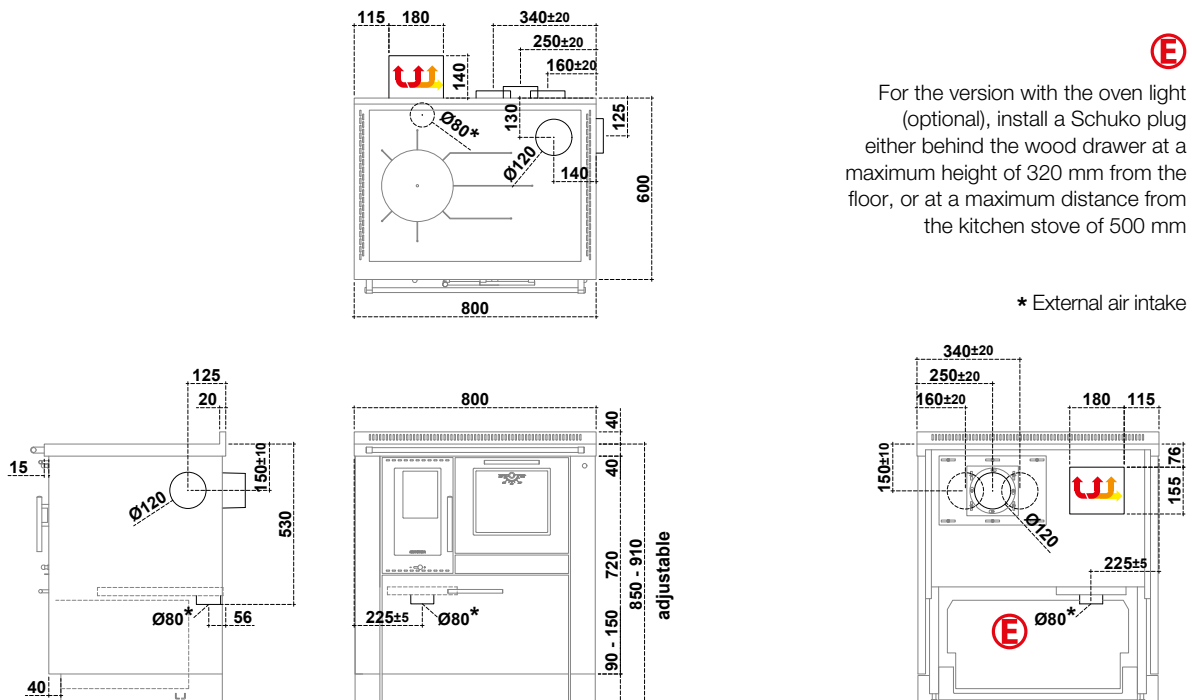 115 180 340±20
250±20
160±20
140
Ø80*
130
125
Ø120
140
600
800
E
For the version with the oven light
(optional), install a Schuko plug
either behind the wood drawer at a
maximum height of 320 mm from the
floor, or at a maximum distance from
the kitchen stove of 500 mm
* External air intake
125
20
15
150±10
Ø120
530
Ø80*
56
40
800
40
40
720
850 - 910
adjustable
225±5
Ø80*
90 - 150
340±20
250±20
160±20
180 115
150±10
76
155
Ø120
225±5
Ø80*
E